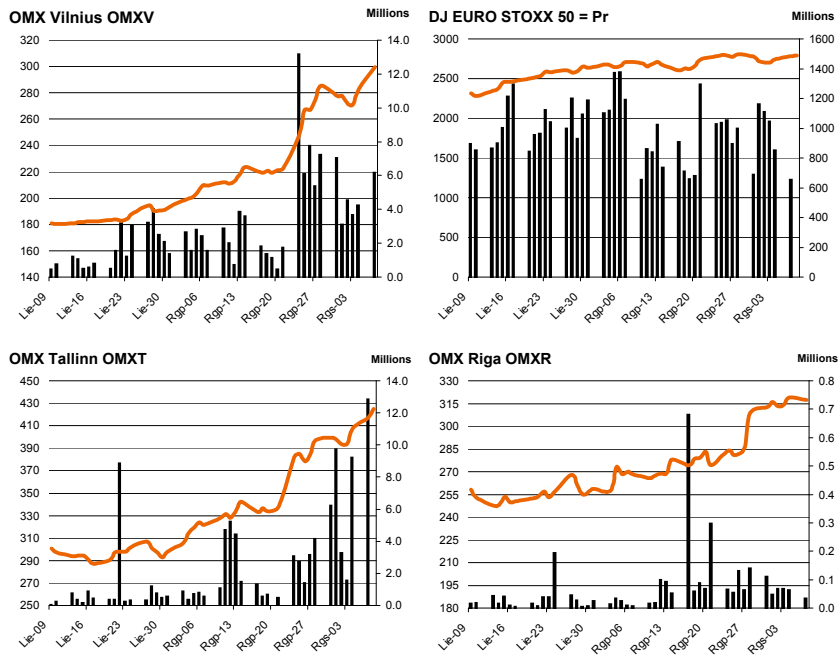 OMX Vilnius OMXV
Millions
320
300
280
260
240
220
200
180
160
140
14.0
12.0
10.0
8.0
6.0
4.0
2.0
0.0
Lie-09
Lie-16
Lie-23
Lie-30
Rgp-06
Rgp-13
Rgp-20
Rgp-27
Rgs-03
DJ EURO STOXX 50 = Pr
Millions
3000
2500
2000
1500
1000
500
0
1600
1400
1200
1000
800
600
400
200
0
Lie-09
Lie-16
Lie-23
Lie-30
Rgp-06
Rgp-13
Rgp-20
Rgp-27
Rgs-03
OMX Tallinn OMXT
Millions
450
430
410
390
370
350
330
310
290
270
250
14.0
12.0
10.0
8.0
6.0
4.0
2.0
0.0
Lie-09
Lie-16
Lie-23
Lie-30
Rgp-06
Rgp-13
Rgp-20
Rgp-27
Rgs-03
OMX Riga OMXR
Millions
330
315
300
285
270
255
240
225
210
195
180
0.8
0.7
0.6
0.5
0.4
0.3
0.2
0.1
0.0
Lie-09
Lie-16
Lie-23
Lie-30
Rgp-06
Rgp-13
Rgp-20
Rgp-27
Rgs-03